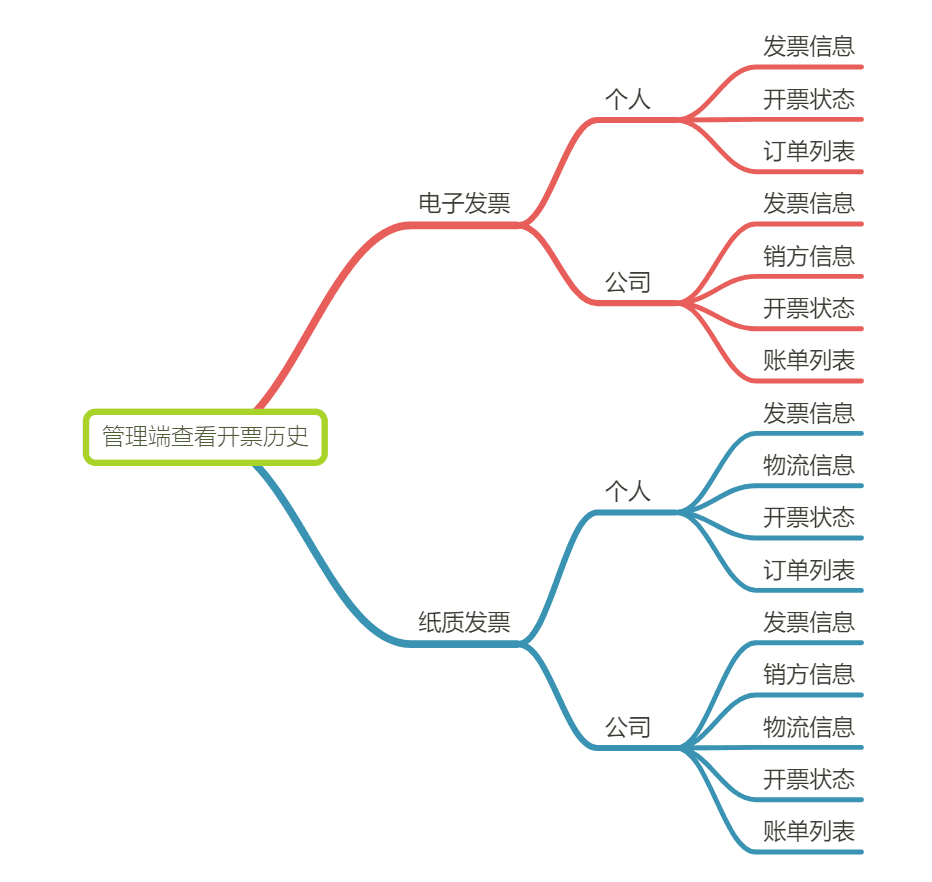 管理端查看开票历史
电子发票
个人
发票信息
开票状态
订单列表
公司
发票信息
销方信息
开票状态
账单列表
纸质发票
个人
发票信息
物流信息
开票状态
订单列表
公司
发票信息
销方信息
物流信息
开票状态
账单列表